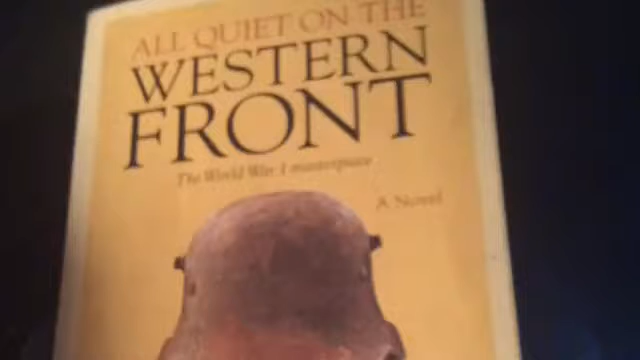 ALL QUIET ON THE
WESTERN
FRONT
The World War I masterpiece
A Novel